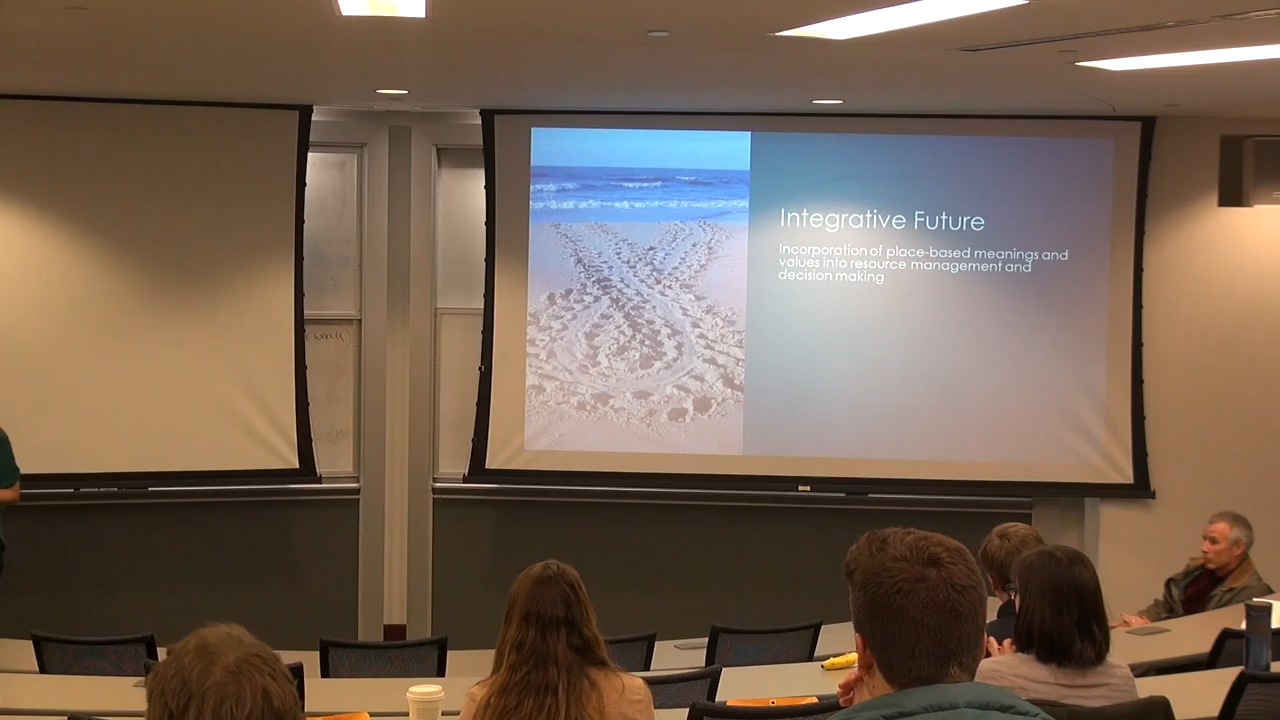 Integrative Future
Incorporation of place-based meanings and
values into resource management and
decision making